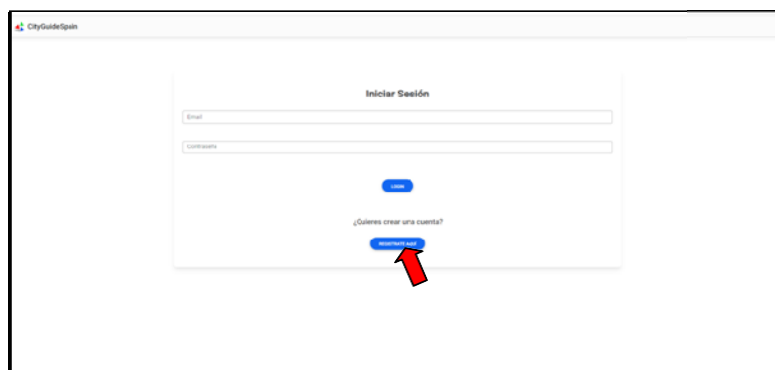 CityGuideSpain
Iniciar Sesión
Email
Contraseña
LOGIN
¿Quieres crear una cuenta?
REGISTRATE AQUÍ